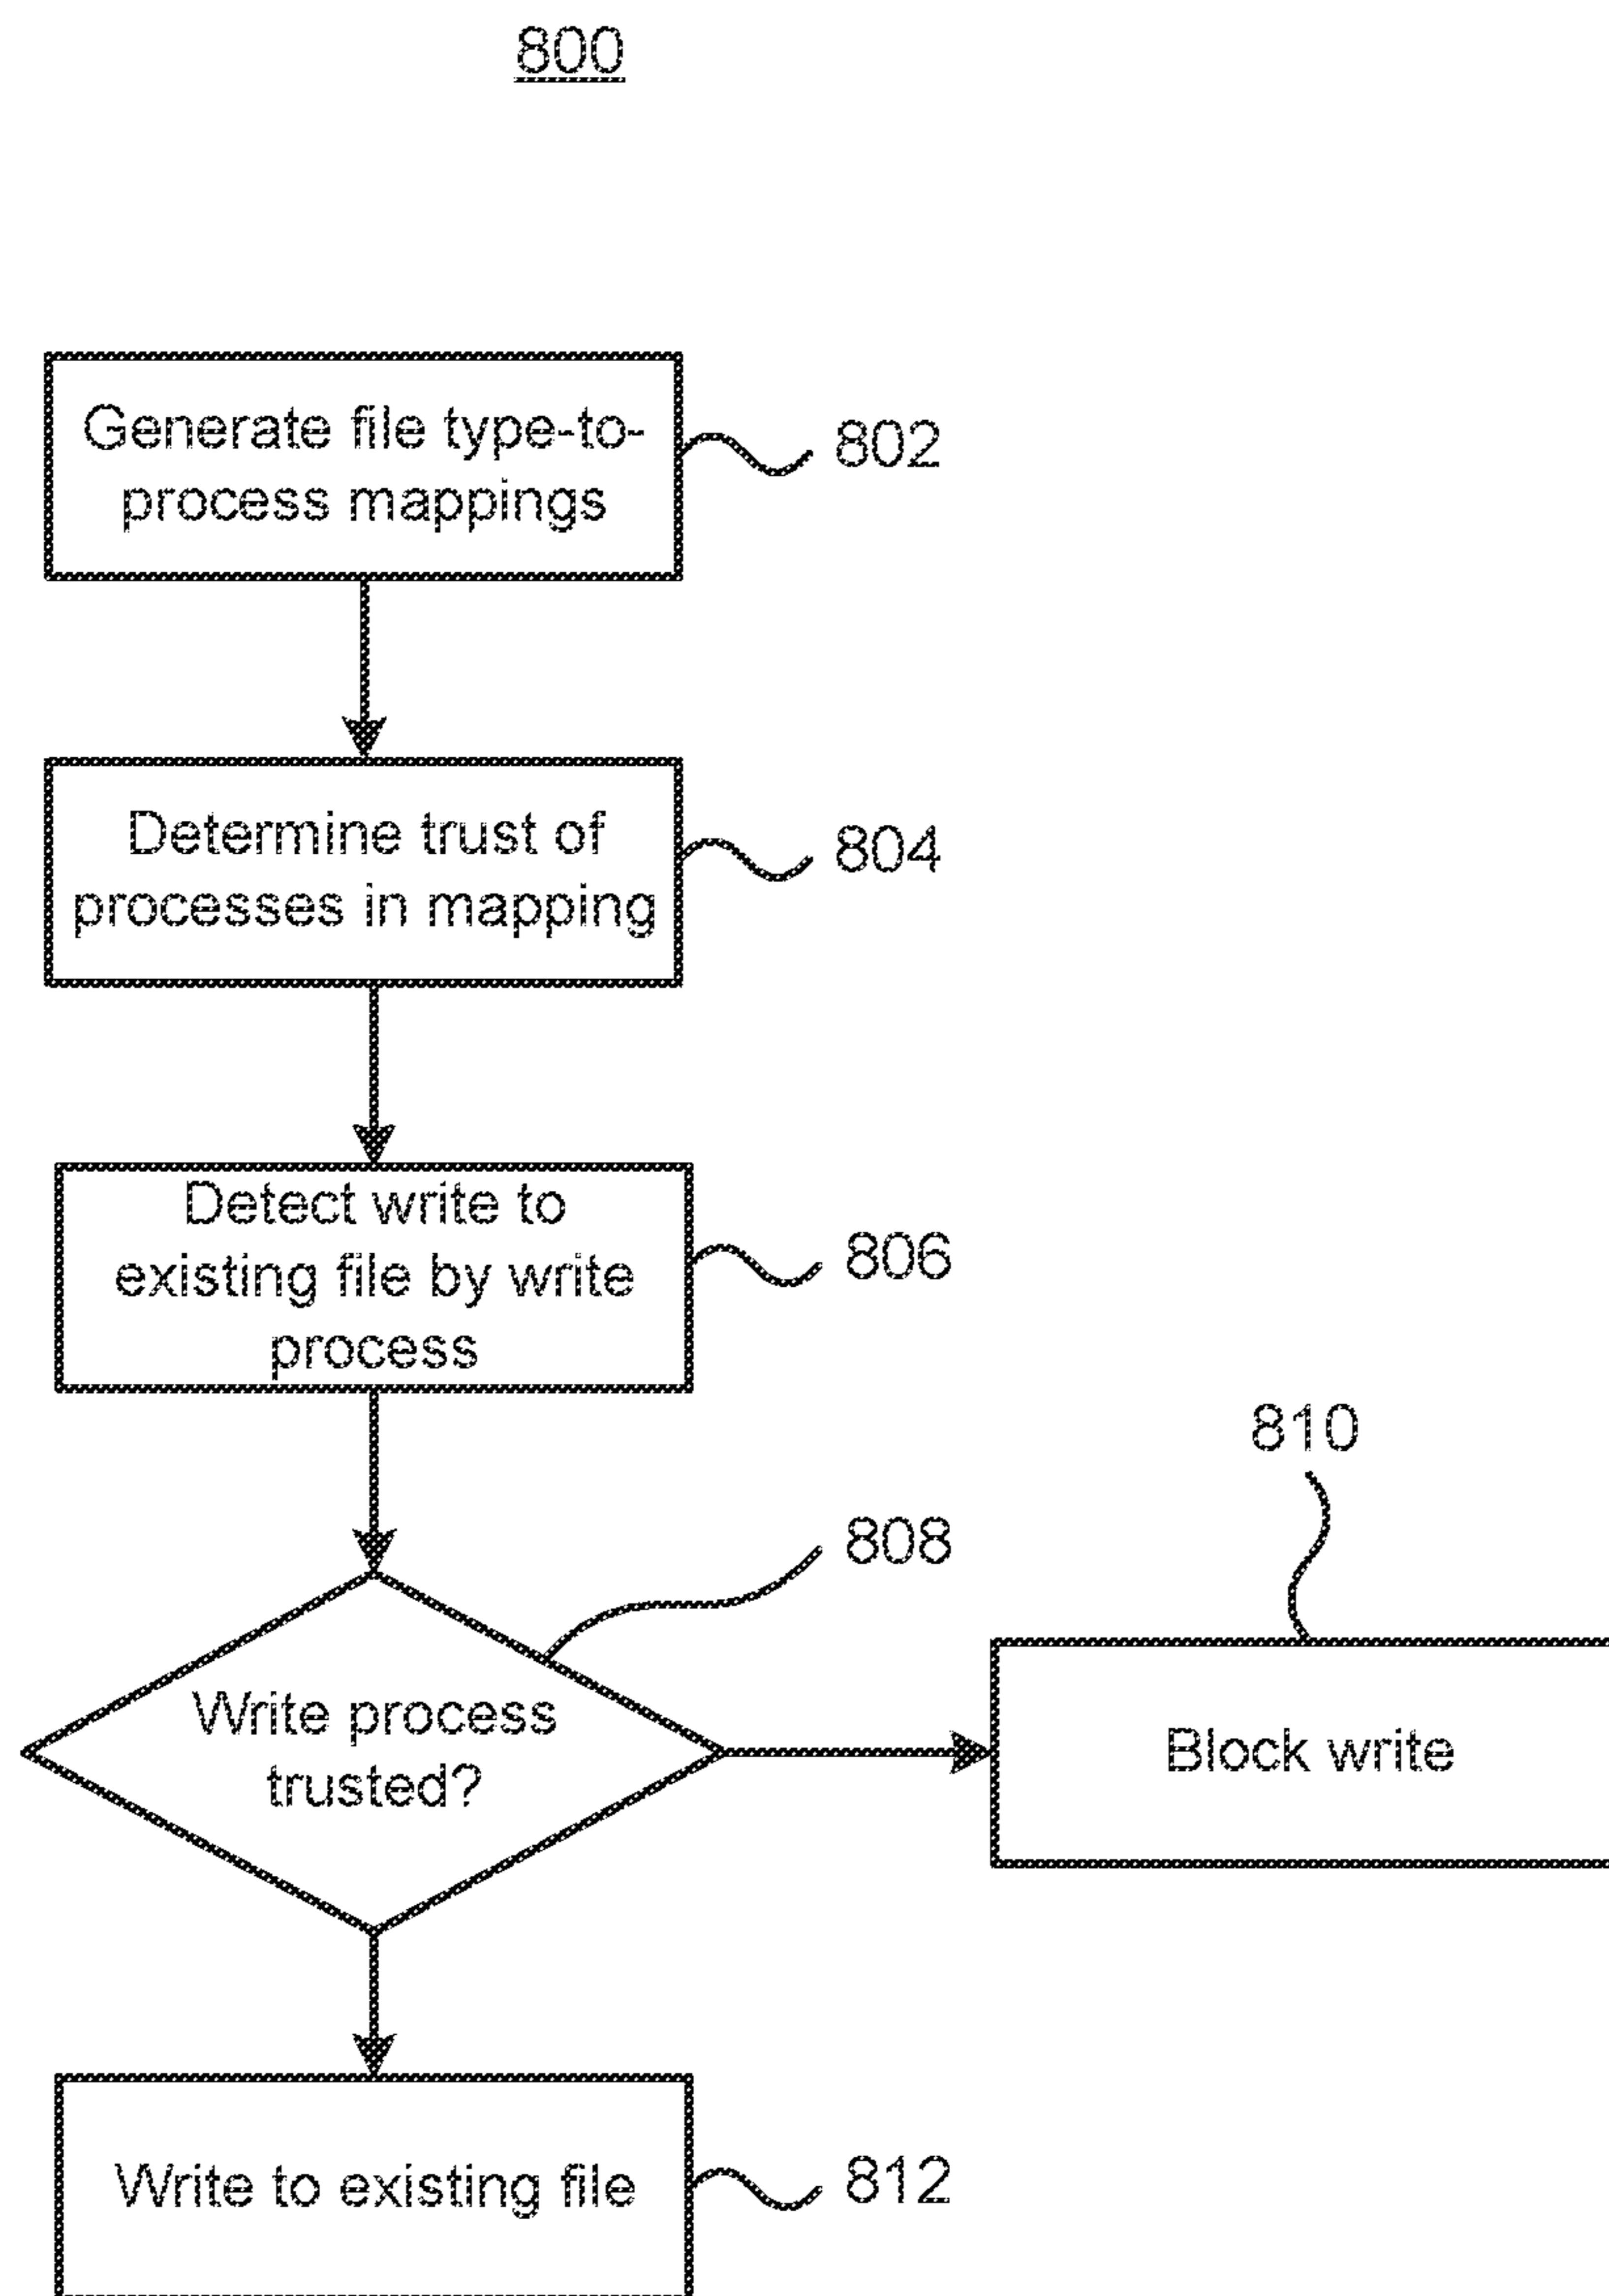 800
Generate file type-to-
process mappings
802
Determine trust of
processes in mapping
804
Detect write to
existing file by write
process
806
808
810
Write process
trusted?
Block write
Write to existing file
812